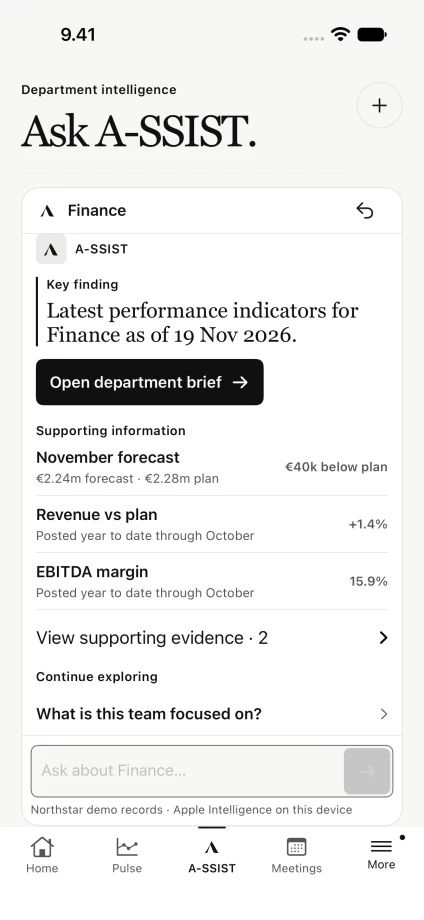 9.41
Department intelligence
Ask A-SSIST.
Finance
A-SSIST
Key finding
Latest performance indicators for
Finance as of 19 Nov 2026.
Open department brief →
Supporting information
November forecast
€40k below plan
€2.24m forecast · €2.28m plan
Revenue vs plan
+1.4%
Posted year to date through October
EBITDA margin
15.9%
Posted year to date through October
View supporting evidence · 2
Continue exploring
What is this team focused on?
Ask about Finance...
Northstar demo records · Apple Intelligence on this device
Home
Pulse
A-SSIST
Meetings
More